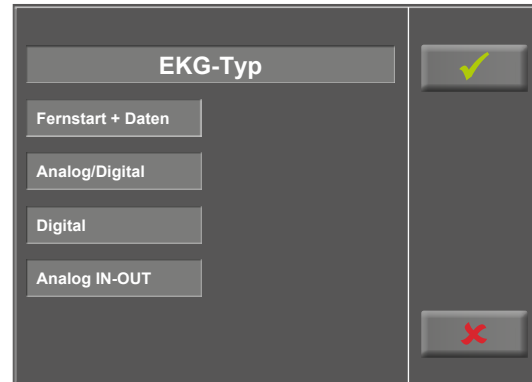 EKG-Typ
Fernstart + Daten
Analog/Digital
Digital
Analog IN-OUT